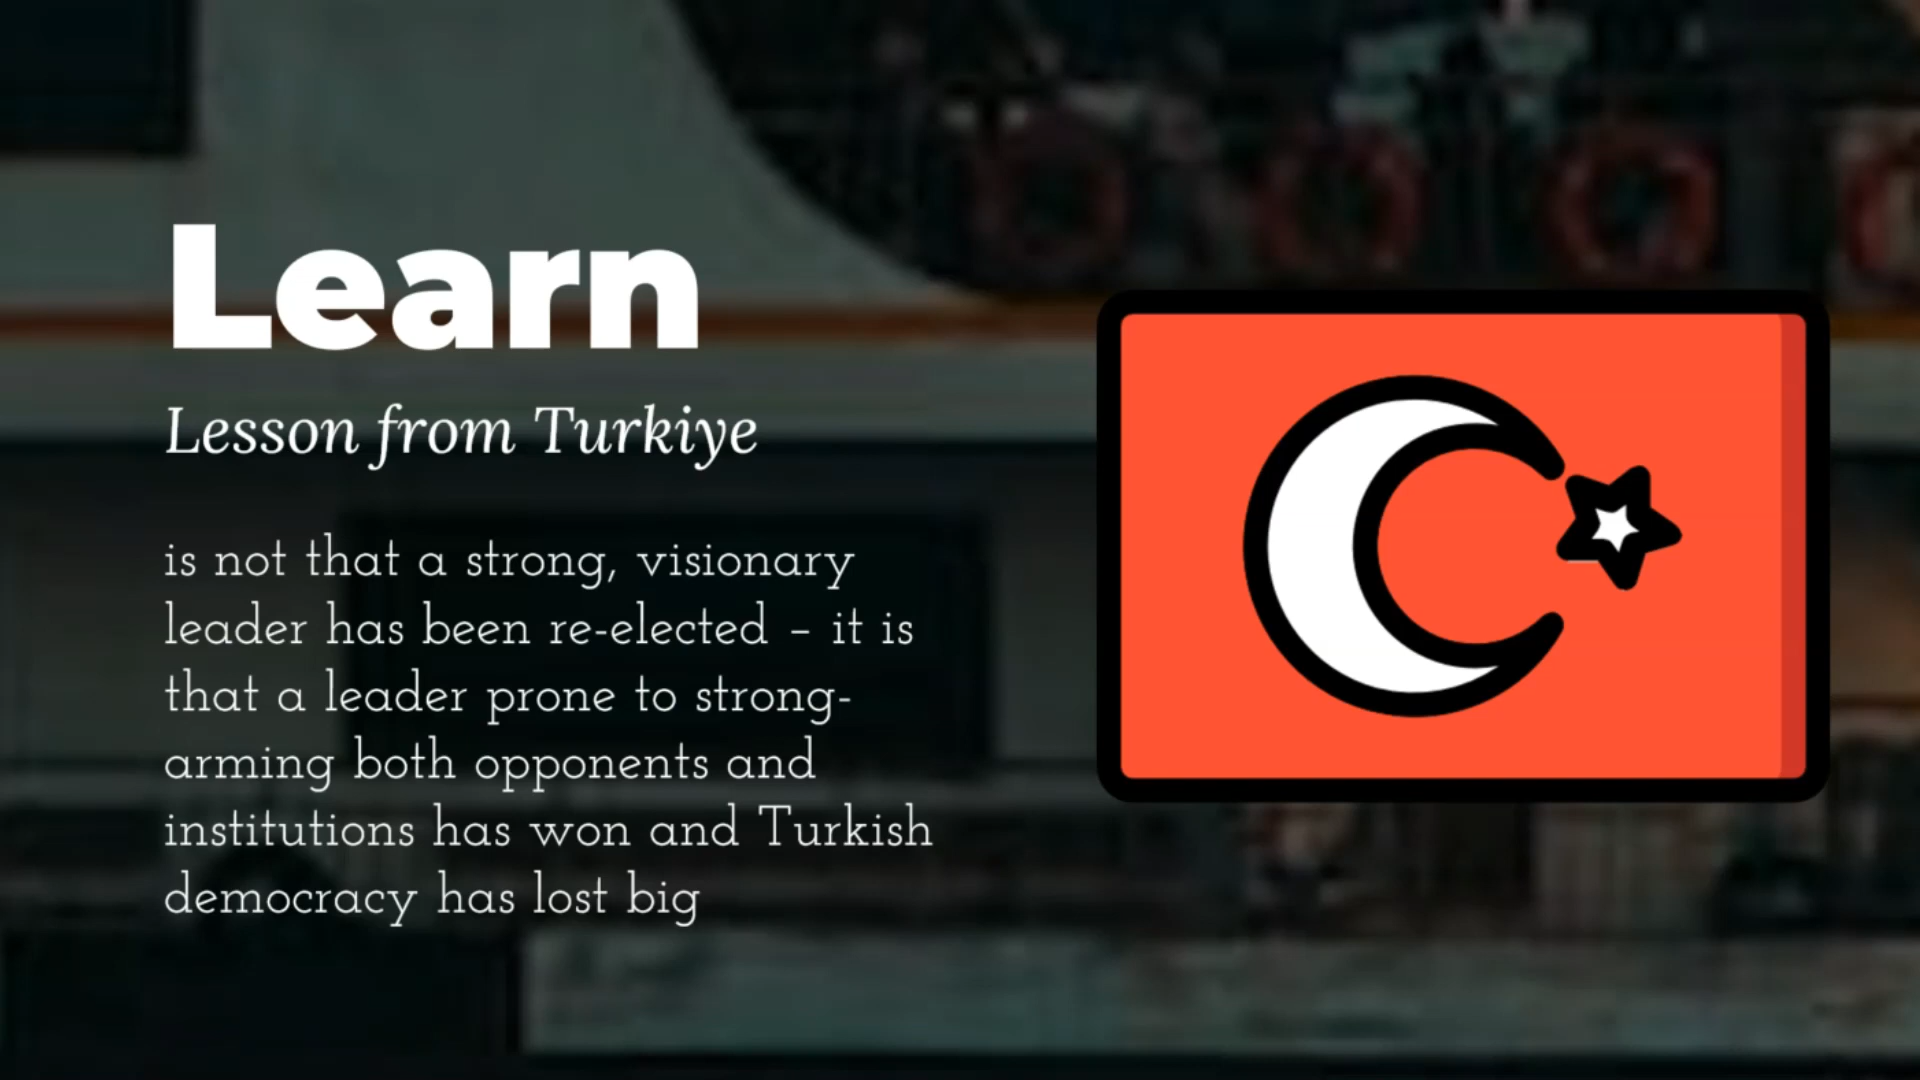 Learn
Lesson from Turkiye
is not that a strong, visionary
leader has been re-elected – it is
that a leader prone to strong-
arming both opponents and
institutions has won and Turkish
democracy has lost big